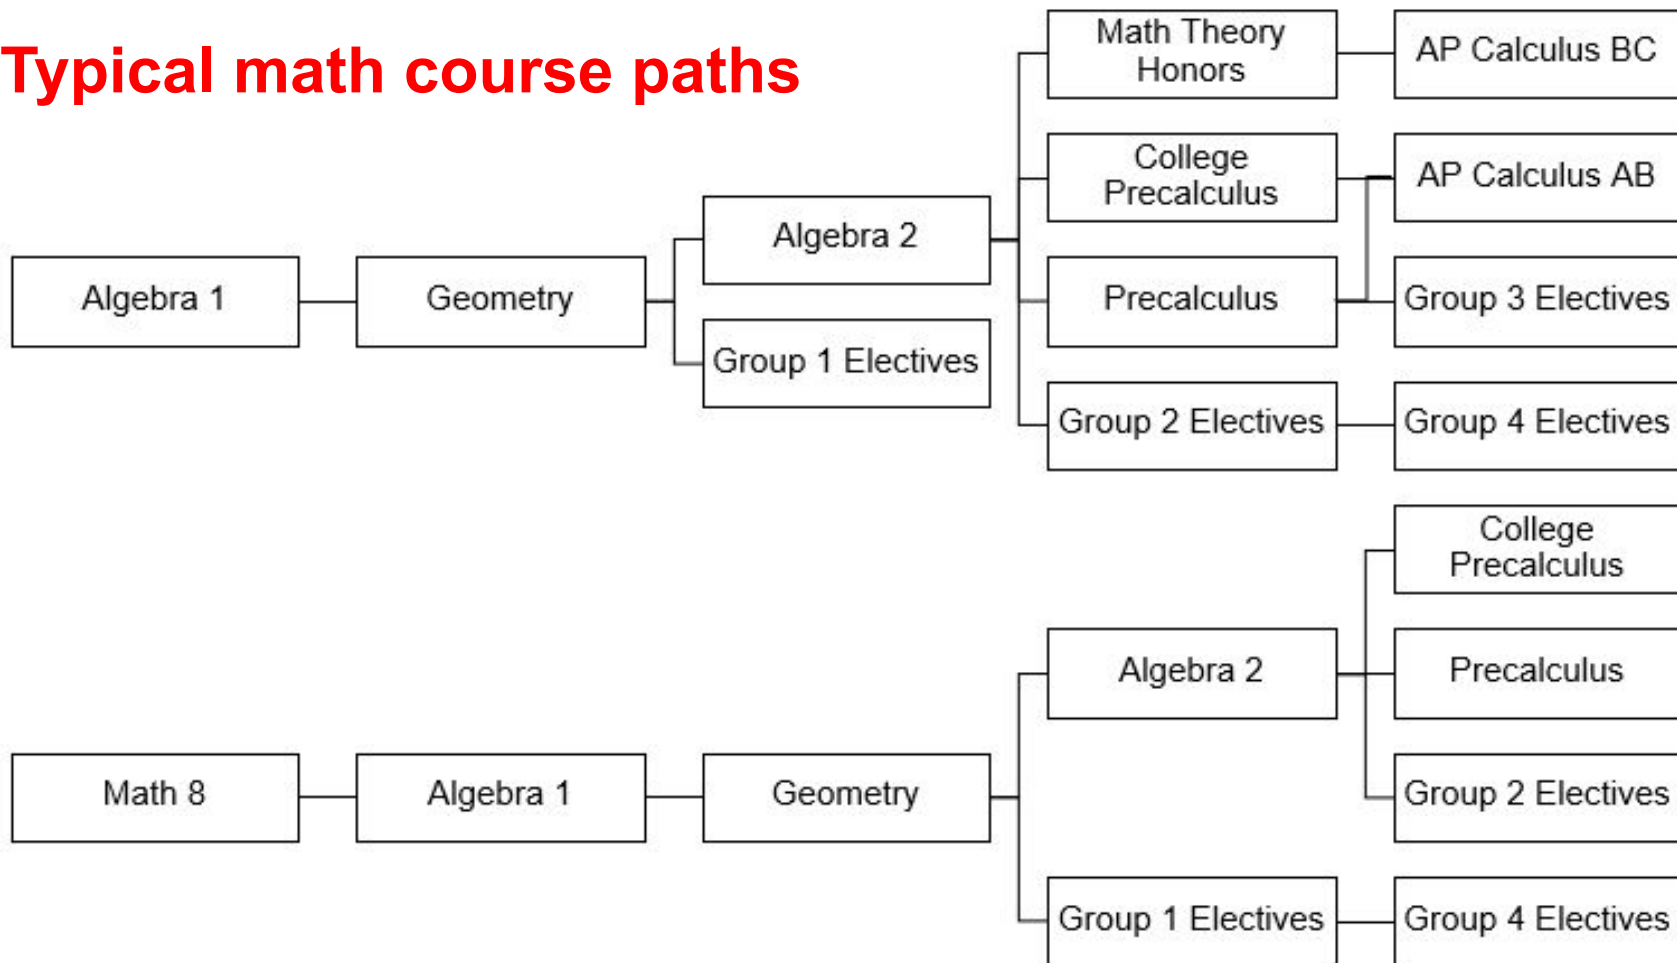 Typical math course paths
Math Theory
Honors
AP Calculus BC
College
Precalculus
AP Calculus AB
Algebra 2
Algebra 1
Geometry
Precalculus
Group 3 Electives
Group 1 Electives
Group 2 Electives
Group 4 Electives
College
Precalculus
Algebra 2
Precalculus
Math 8
Algebra 1
Geometry
Group 2 Electives
Group 1 Electives
Group 4 Electives